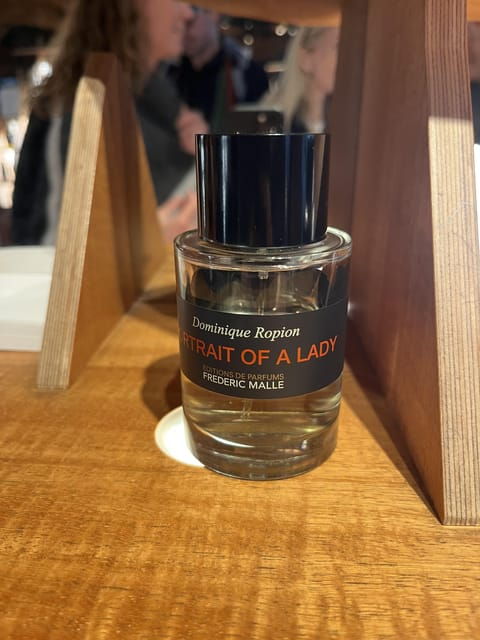 Dominique Ropion
RTRAIT OF A LADY
EDITIONS DE PARFUMS
FREDERIC MALLE